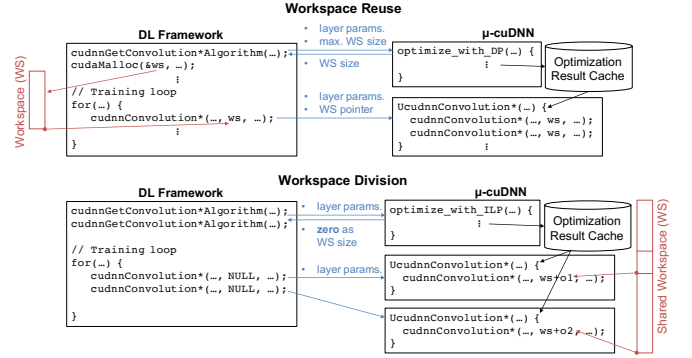 Workspace Reuse
DL Framework
cudnnGetConvolution*Algorithm(…);
cudaMalloc(&ws, …);
⋮
// Training loop
for(…) {
cudnnConvolution*(…, ws, …);
⋮
}
Workspace (WS)
• layer params.
• max. WS size
• WS size
• layer params.
• WS pointer
μ-cuDNN
optimize_with_DP(…) {
⋮
}
Optimization
Result Cache
UcudnnConvolution*(…) {
cudnnConvolution*(…, ws, …);
cudnnConvolution*(…, ws, …);
⋮
}
Workspace Division
DL Framework
cudnnGetConvolution*Algorithm(…);
cudnnGetConvolution*Algorithm(…);
// Training loop
for(…) {
cudnnConvolution*(…, NULL, …);
cudnnConvolution*(…, NULL, …);
}
• layer params.
• zero as
WS size
• layer params.
μ-cuDNN
optimize_with_ILP(…) {
⋮
}
Optimization
Result Cache
UcudnnConvolution*(…) {
cudnnConvolution*(…, ws+o1, …);
}
UcudnnConvolution*(…) {
cudnnConvolution*(…, ws+o2, …);
}
Shared Workspace (WS)